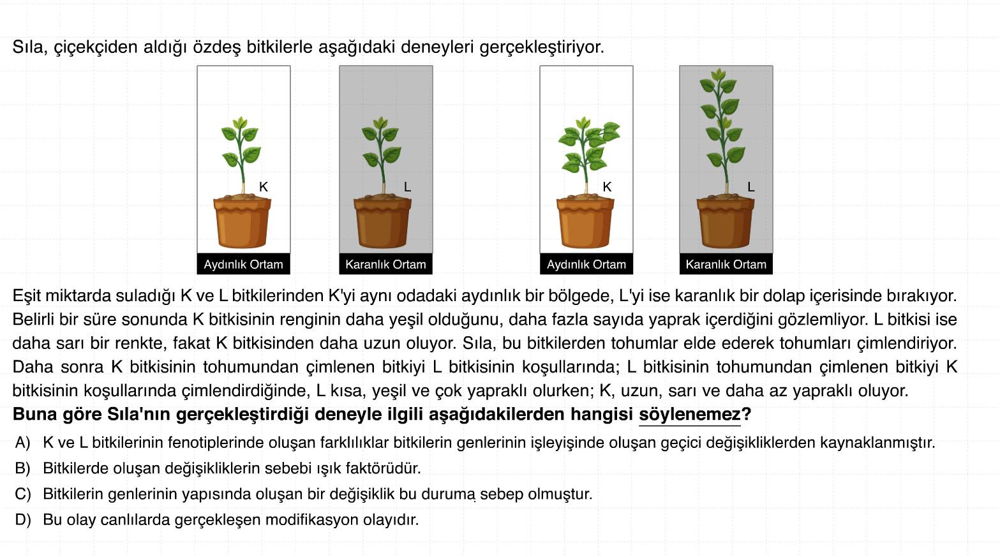 Sıla, çiçekçiden aldığı özdeş bitkilerle aşağıdaki deneyleri gerçekleştiriyor.
K
L
K
L
Aydınlık Ortam
Karanlık Ortam
Aydınlık Ortam
Karanlık Ortam
Eşit miktarda suladığı K ve L bitkilerinden K'yi aynı odadaki aydınlık bir bölgede, L'yi ise karanlık bir dolap içerisinde bırakıyor.
Belirli bir süre sonunda K bitkisinin renginin daha yeşil olduğunu, daha fazla sayıda yaprak içerdiğini gözlemliyor. L bitkisi ise
daha sarı bir renkte, fakat K bitkisinden daha uzun oluyor. Sıla, bu bitkilerden tohumlar elde ederek tohumları çimlendiriyor.
Daha sonra K bitkisinin tohumundan çimlenen bitkiyi L bitkisinin koşullarında; L bitkisinin tohumundan çimlenen bitkiyi K
bitkisinin koşullarında çimlendirdiğinde, L kısa, yeşil ve çok yapraklı olurken; K, uzun, sarı ve daha az yapraklı oluyor.
Buna göre Sıla'nın gerçekleştirdiği deneyle ilgili aşağıdakilerden hangisi söylenemez?
A) K ve L bitkilerinin fenotiplerinde oluşan farklılıklar bitkilerin genlerinin işleyişinde oluşan geçici değişikliklerden kaynaklanmıştır.
B) Bitkilerde oluşan değişikliklerin sebebi ışık faktörüdür.
C) Bitkilerin genlerinin yapısında oluşan bir değişiklik bu duruma sebep olmuştur.
D) Bu olay canlılarda gerçekleşen modifikasyon olayıdır.